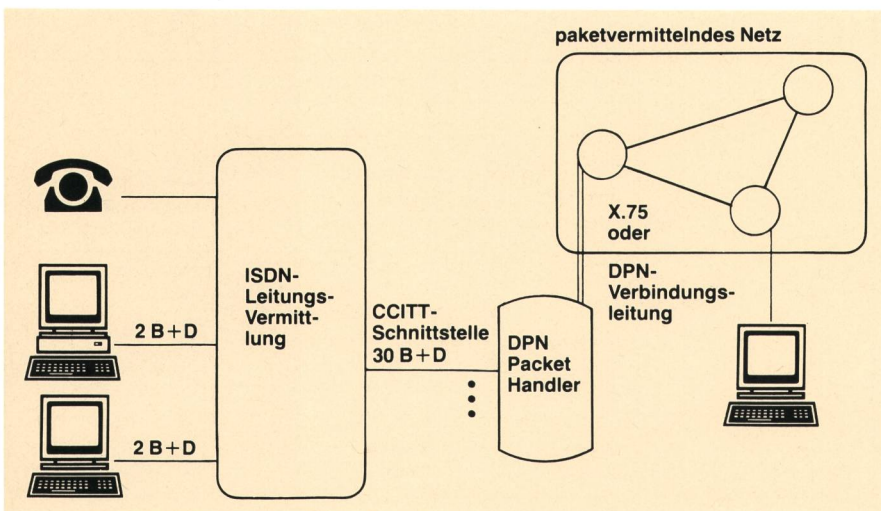 paketvermittelndes Netz
X.75
oder
ISDN-
Leitungs-
Vermitt-
lung
CCITT-
Schnittstelle
30 B+D
DPN
Packet
Handler
DPN-
Verbindungs-
leitung
2 B+D
2 B+D